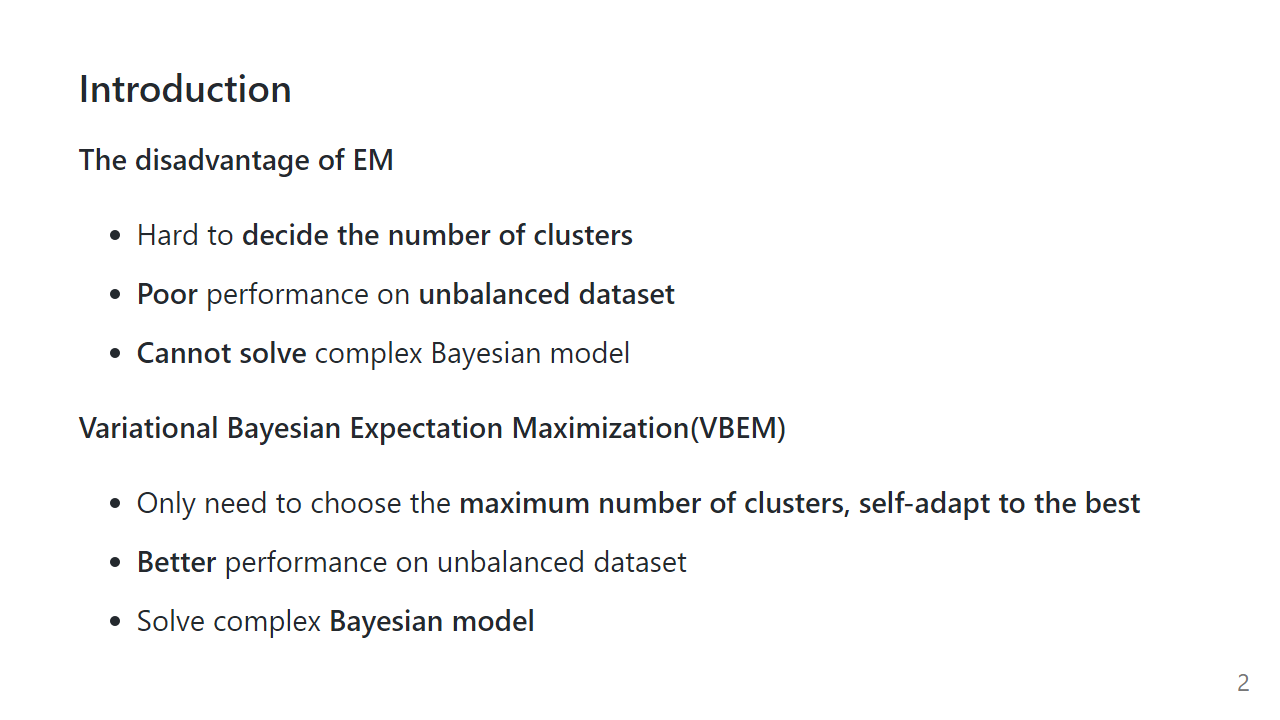 Introduction
The disadvantage of EM
• Hard to decide the number of clusters
• Poor performance on unbalanced dataset
• Cannot solve complex Bayesian model
Variational Bayesian Expectation Maximization(VBEM)
• Only need to choose the maximum number of clusters, self-adapt to the best
• Better performance on unbalanced dataset
• Solve complex Bayesian model
2